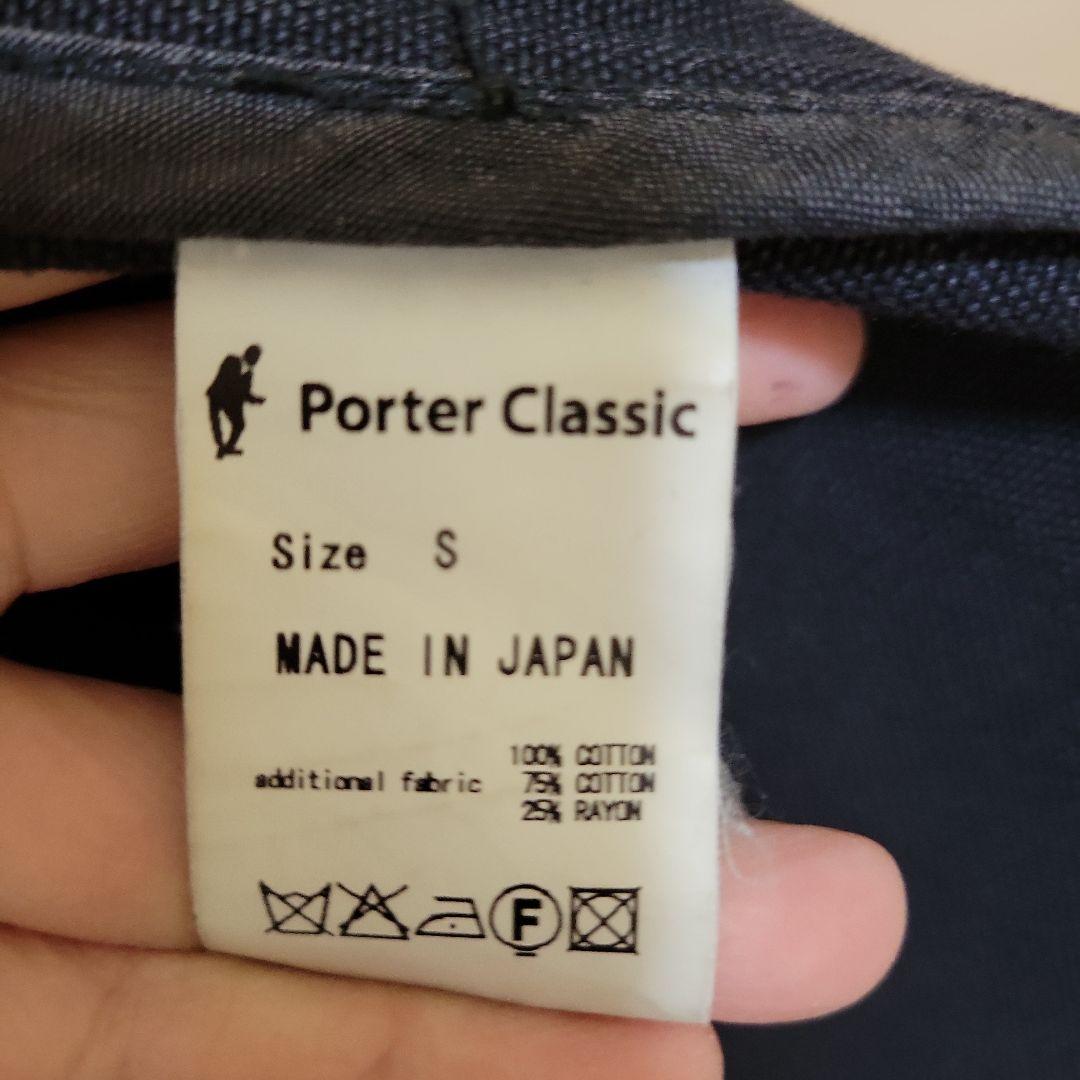 Porter Classic
Size S
MADE IN JAPAN
100% COTTON
additional fabric 75% COTTON
25% RAYON
F